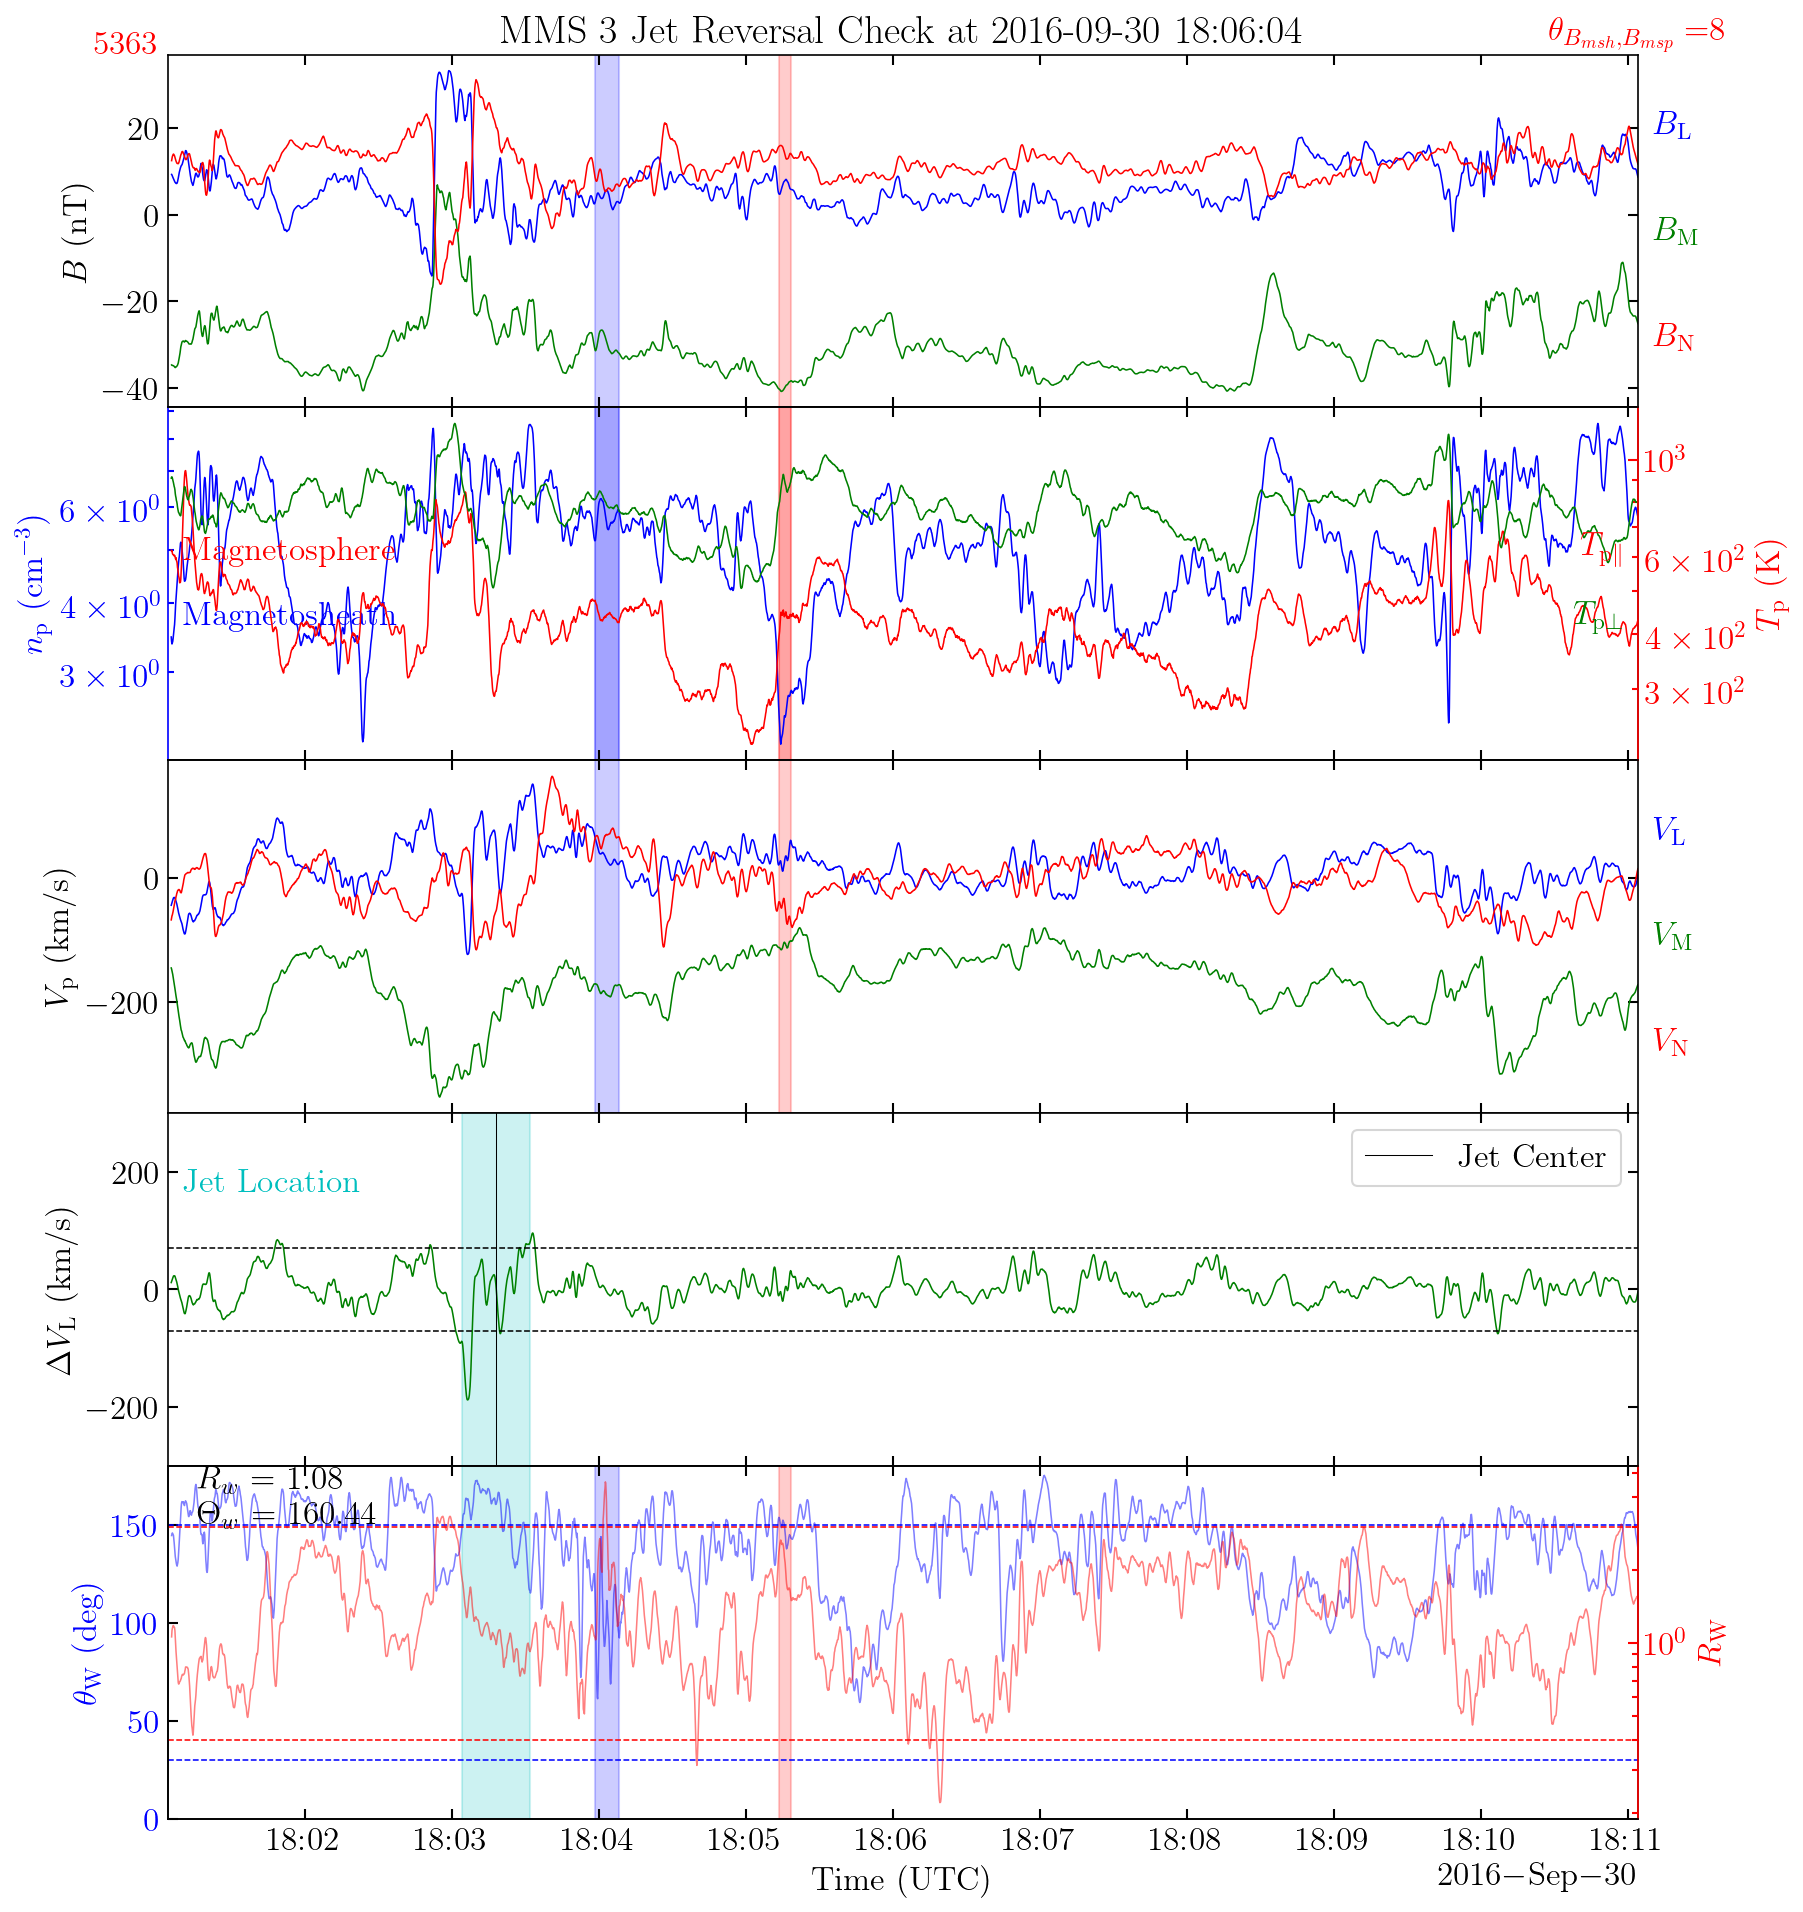 5363
MMS 3 Jet Reversal Check at 2016-09-30 18:06:04
θ_{B_{msh},B_{msp}} =8
B (nT)
20
0
−20
−40
B_L
B_M
B_N
n_p (cm^{−3})
6 × 10^0
4 × 10^0
3 × 10^0
Magnetosphere
Magnetosheath
T_{p∥}
T_{p⊥}
10^3
6 × 10^2
4 × 10^2
3 × 10^2
T_p (K)
V_p (km/s)
0
−200
V_L
V_M
V_N
ΔV_L (km/s)
200
0
−200
Jet Location
Jet Center
R_w = 1.08
Θ_w = 160.44
θ_W (deg)
150
100
50
0
10^0
R_W
18:02 18:03 18:04 18:05 18:06 18:07 18:08 18:09 18:10 18:11
Time (UTC)
2016−Sep−30